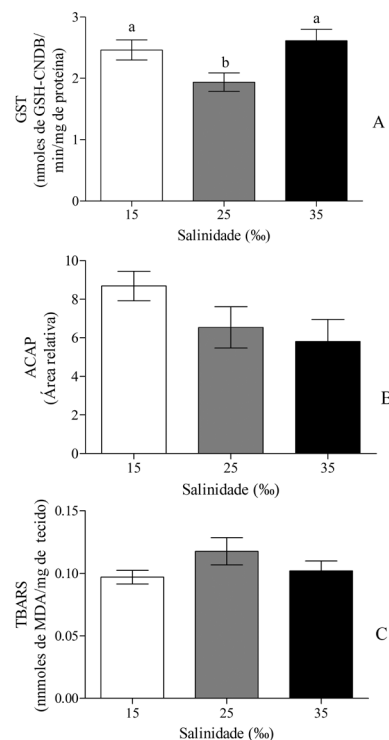 GST
(nmoles de GSH-CNDB/
min/mg de proteína)
3
2
1
0
a
b
a
A
15
25
35
Salinidade (‰)
ACAP
(Área relativa)
10
8
6
4
2
0
B
15
25
35
Salinidade (‰)
TBARS
(nnmoles de MDA/mg de tecido)
0.15
0.10
0.05
0.00
C
15
25
35
Salinidade (‰)